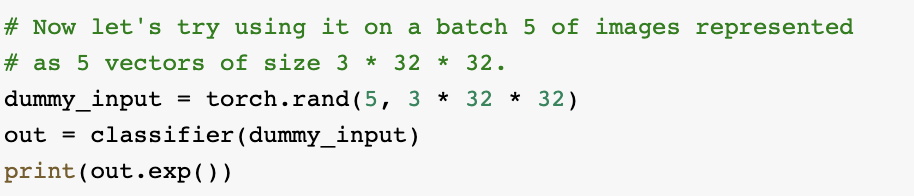 # Now let's try using it on a batch 5 of images represented
# as 5 vectors of size 3 * 32 * 32.
dummy_input = torch.rand(5, 3 * 32 * 32)
out = classifier(dummy_input)
print(out.exp())